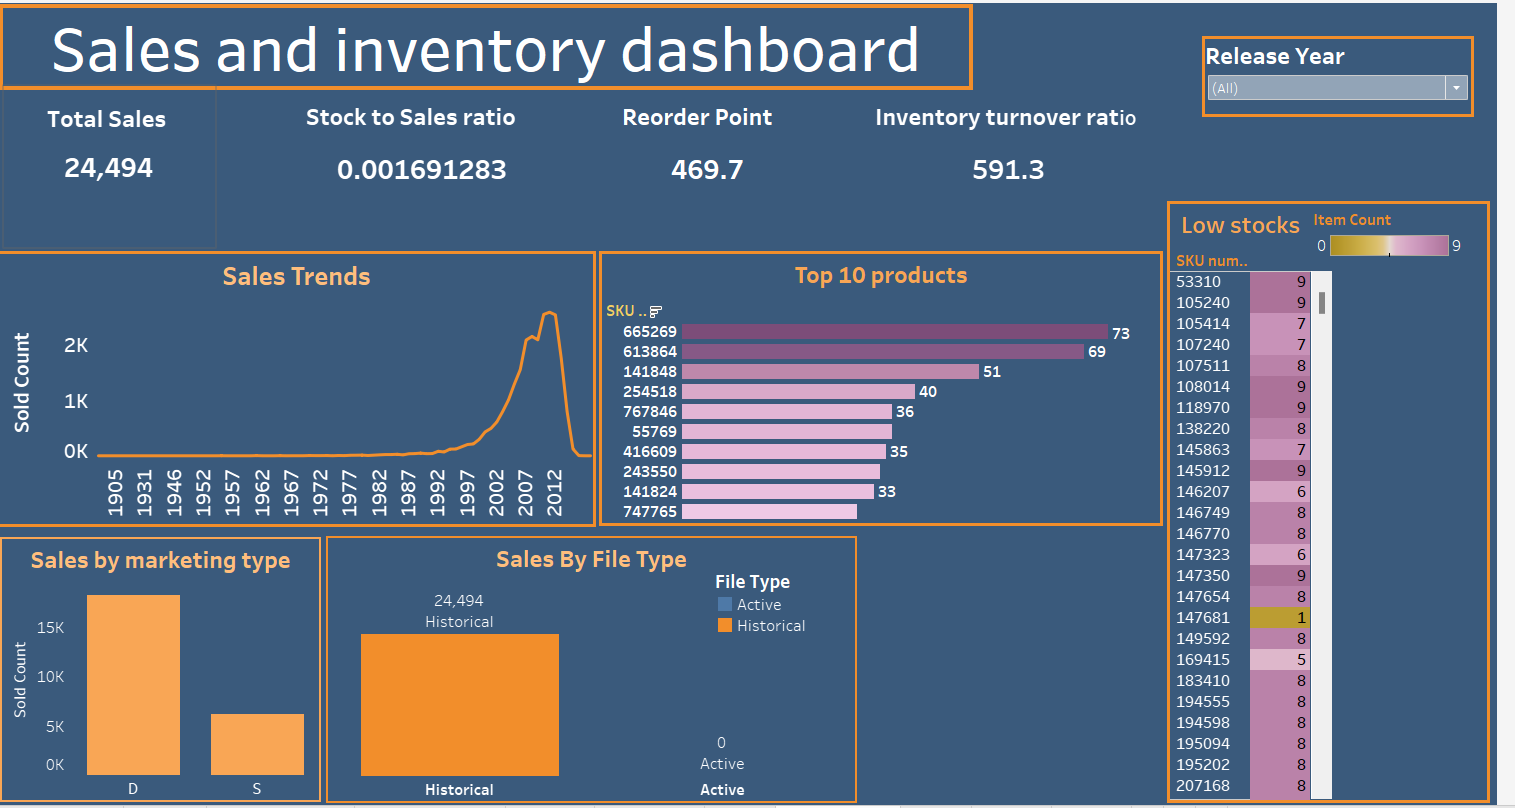 Sales and inventory dashboard
Release Year
(All)
Total Sales
24,494
Stock to Sales ratio
0.001691283
Reorder Point
469.7
Inventory turnover ratio
591.3
Sales Trends
Sold Count
2K
1K
0K
1905
1931
1946
1952
1957
1962
1967
1972
1977
1982
1987
1992
1997
2002
2007
2012
Top 10 products
SKU ..
665269 73
613864 69
141848 51
254518 40
767846 36
55769
416609 35
243550
141824 33
747765
Low stocks
Item Count
0 9
SKU num..
53310 9
105240 9
105414 7
107240 7
107511 8
108014 9
118970 9
138220 8
145863 7
145912 9
146207 6
146749 8
146770 8
147323 6
147350 9
147654 8
147681 1
149592 8
169415 5
183410 8
194555 8
194598 8
195094 8
195202 8
207168 8
Sales by marketing type
Sold Count
15K
10K
5K
0K
D S
Sales By File Type
File Type
Active
Historical
24,494
Historical
0
Active
Historical Active